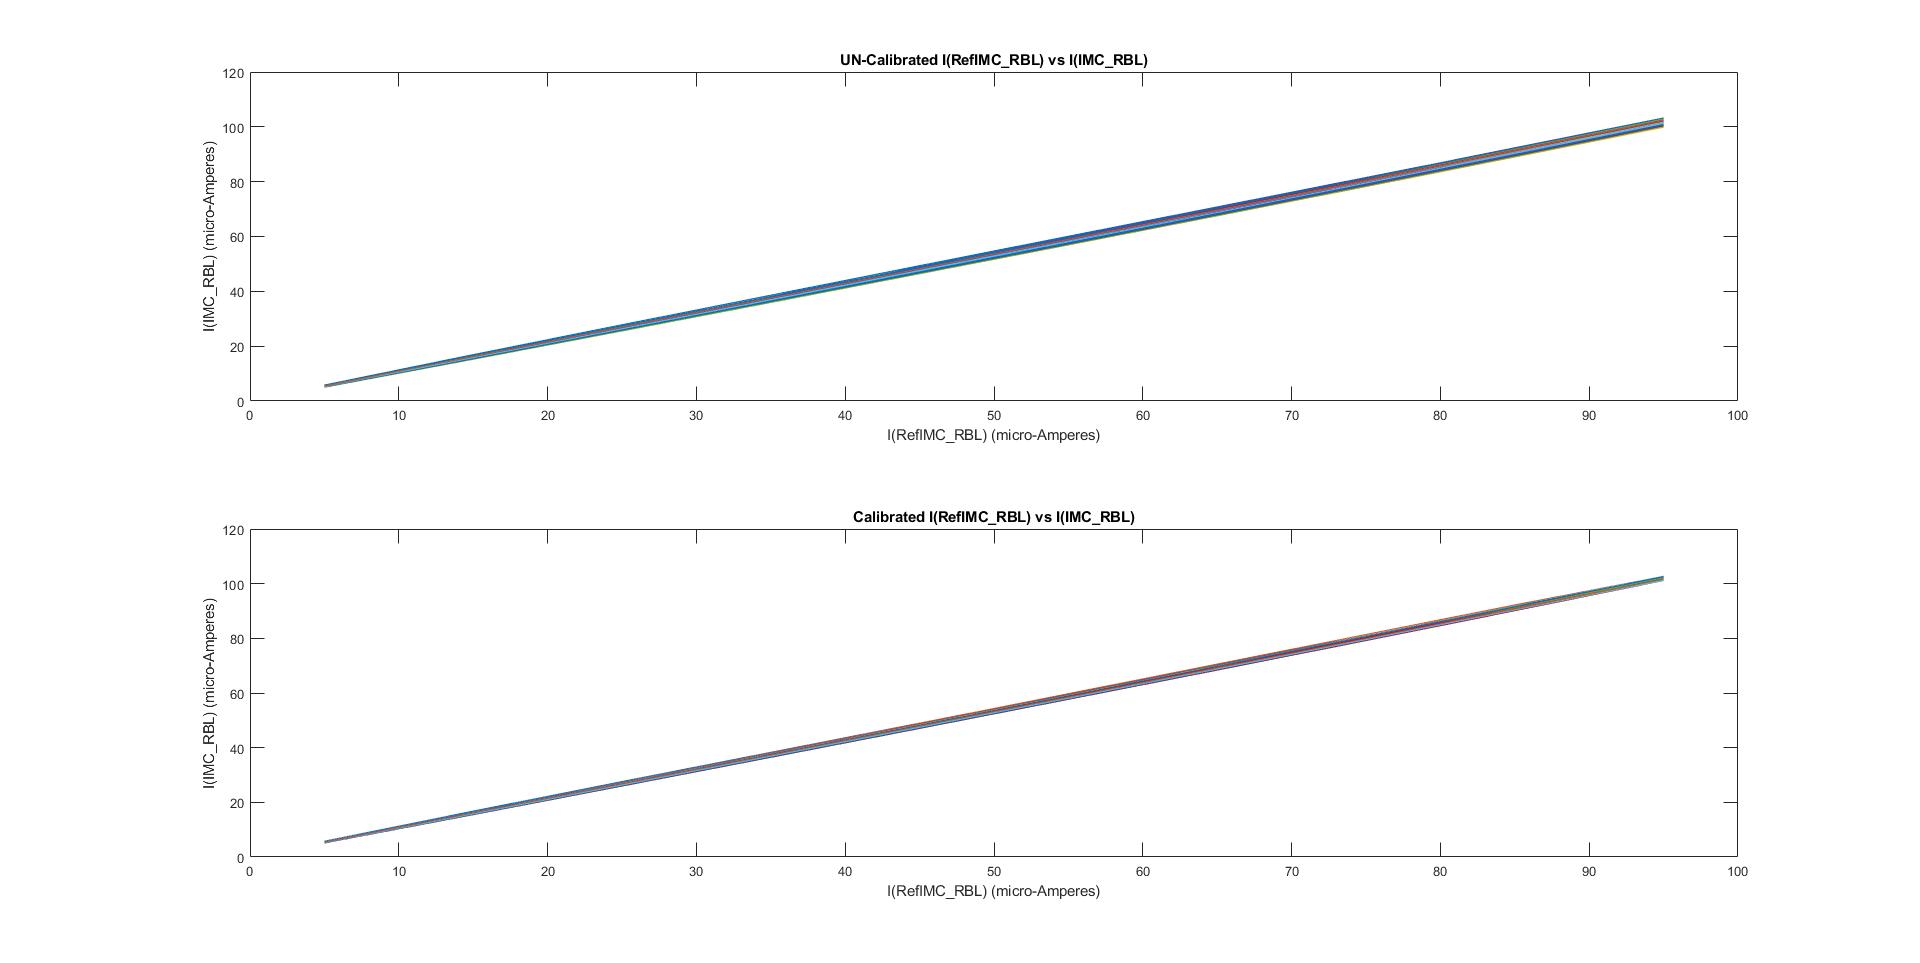 UN-Calibrated I(RefIMC_RBL) vs I(IMC_RBL)
120
100
80
60
40
20
0
I(IMC_RBL) (micro-Amperes)
0 10 20 30 40 50 60 70 80 90 100
I(RefIMC_RBL) (micro-Amperes)
Calibrated I(RefIMC_RBL) vs I(IMC_RBL)
120
100
80
60
40
20
0
I(IMC_RBL) (micro-Amperes)
0 10 20 30 40 50 60 70 80 90 100
I(RefIMC_RBL) (micro-Amperes)